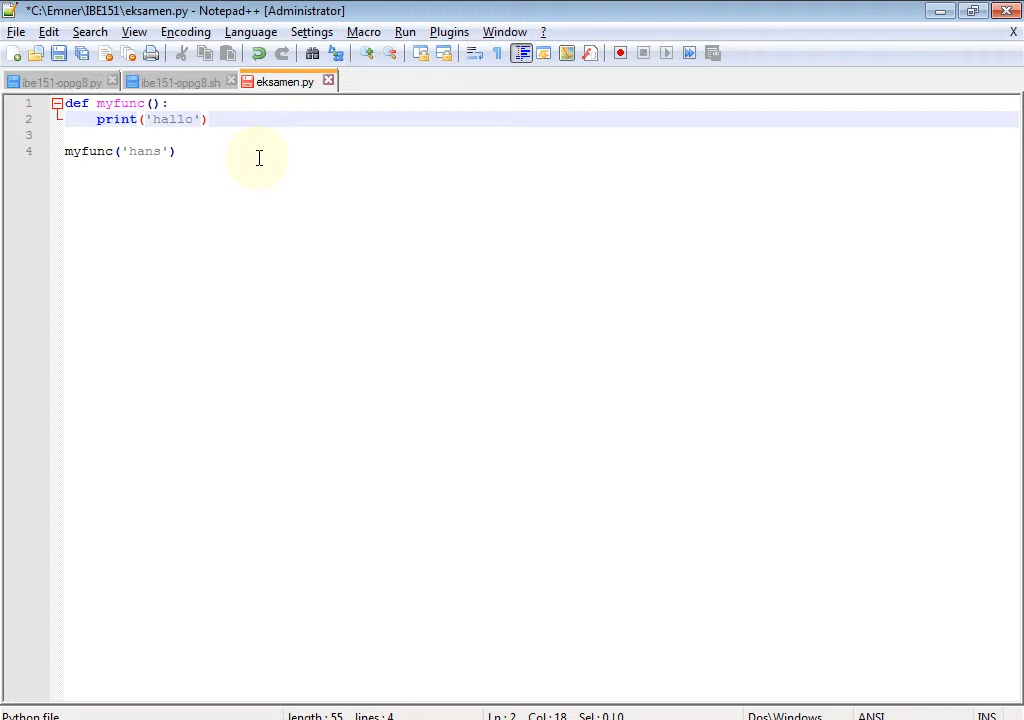 *C:\Emner\IBE151\eksamen.py - Notepad++ [Administrator]
File Edit Search View Encoding Language Settings Macro Run Plugins Window ? X
ibe151-oppg8.py ibe151-oppg8.sh eksamen.py
1 def myfunc():
2 print('hallo')
3
4 myfunc('hans')
Python file length : 55 lines : 4 Ln : 2 Col : 18 Sel : 0 | 0 Dos\Windows ANSI INS